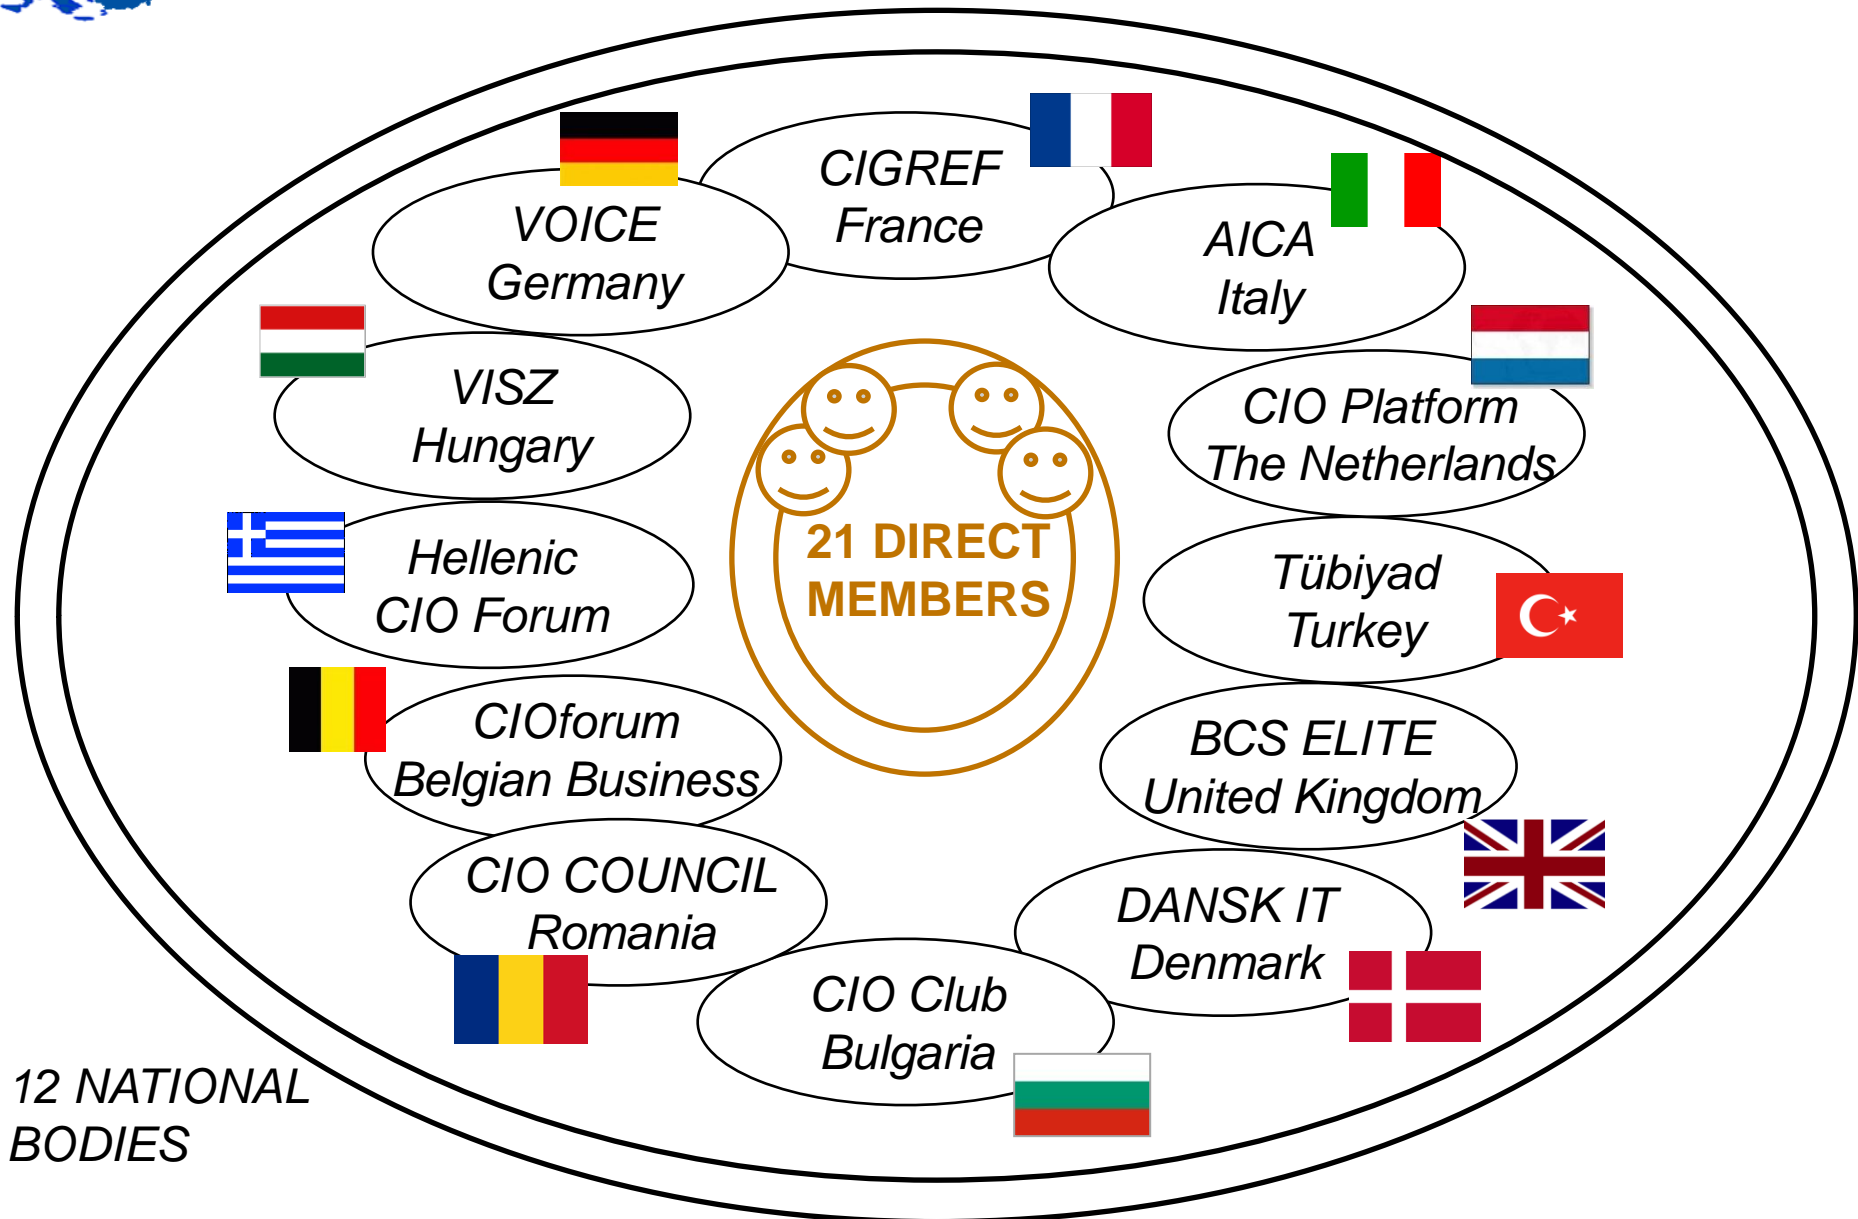 CIGREF
France
VOICE
Germany
AICA
Italy
VISZ
Hungary
CIO Platform
The Netherlands
21 DIRECT
MEMBERS
Hellenic
CIO Forum
Tübiyad
Turkey
CIOforum
Belgian Business
BCS ELITE
United Kingdom
CIO COUNCIL
Romania
DANSK IT
Denmark
CIO Club
Bulgaria
12 NATIONAL
BODIES